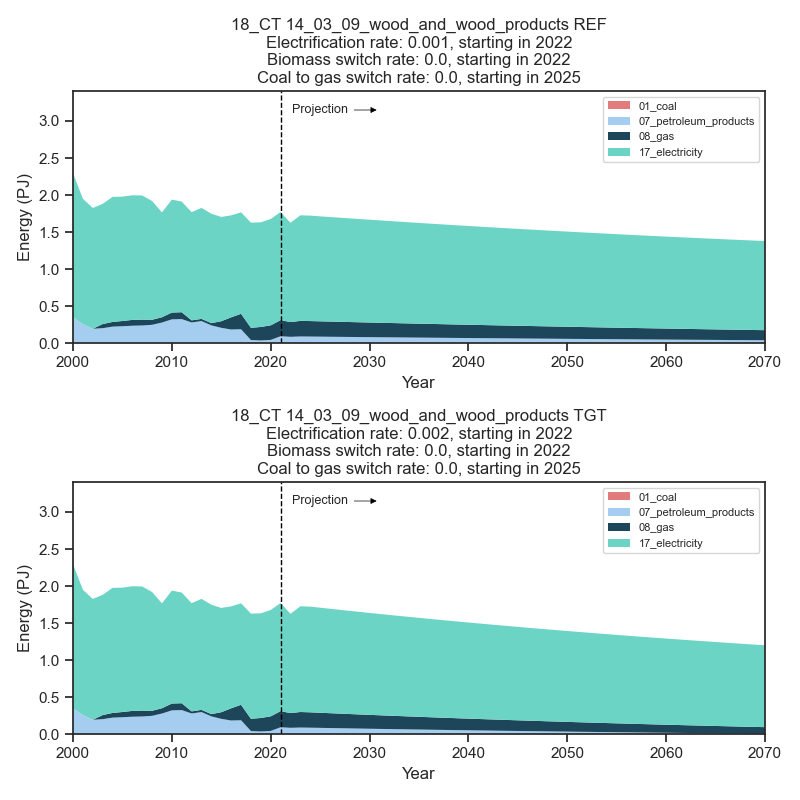 18_CT 14_03_09_wood_and_wood_products REF
Electrification rate: 0.001, starting in 2022
Biomass switch rate: 0.0, starting in 2022
Coal to gas switch rate: 0.0, starting in 2025
Projection
01_coal
07_petroleum_products
08_gas
17_electricity
3.0
2.5
2.0
1.5
1.0
0.5
0.0
Energy (PJ)
2000 2010 2020 2030 2040 2050 2060 2070
Year
18_CT 14_03_09_wood_and_wood_products TGT
Electrification rate: 0.002, starting in 2022
Biomass switch rate: 0.0, starting in 2022
Coal to gas switch rate: 0.0, starting in 2025
Projection
01_coal
07_petroleum_products
08_gas
17_electricity
3.0
2.5
2.0
1.5
1.0
0.5
0.0
Energy (PJ)
2000 2010 2020 2030 2040 2050 2060 2070
Year